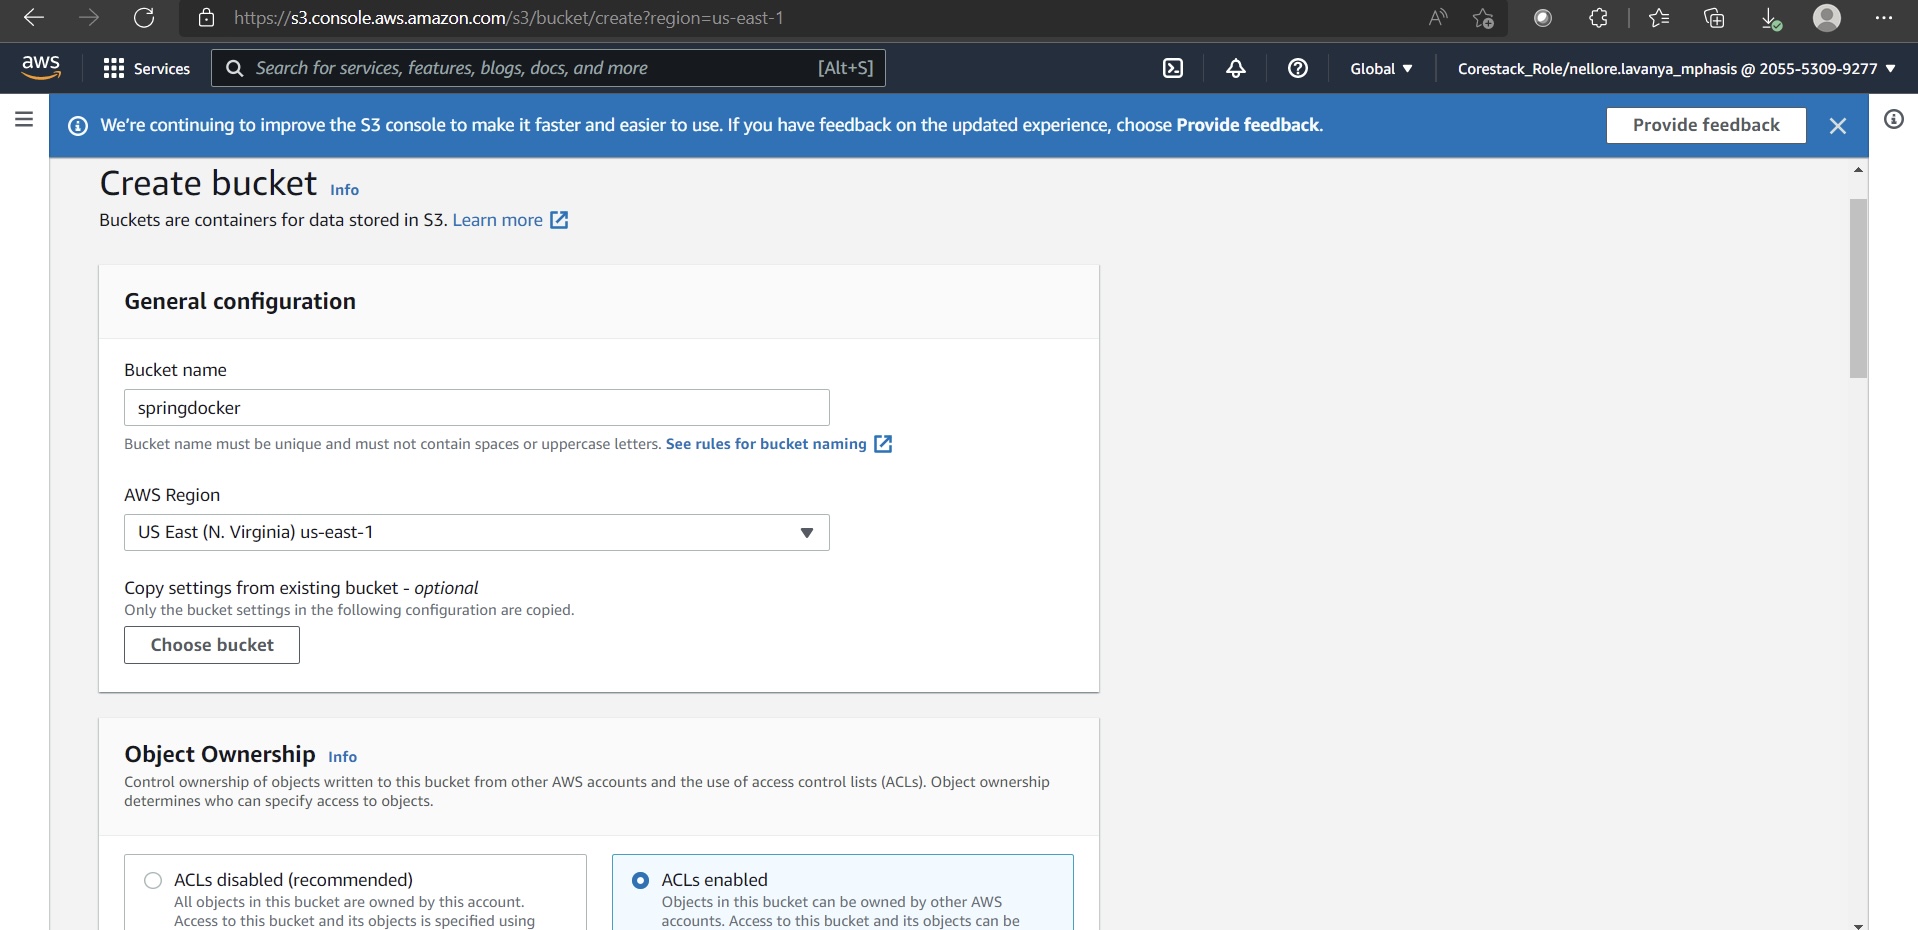 https://s3.console.aws.amazon.com/s3/bucket/create?region=us-east-1
aws
Services
Search for services, features, blogs, docs, and more
[Alt+S]
Global
Corestack_Role/nellore.lavanya_mphasis @ 2055-5309-9277
We're continuing to improve the S3 console to make it faster and easier to use. If you have feedback on the updated experience, choose Provide feedback.
Provide feedback
Create bucket Info
Buckets are containers for data stored in S3. Learn more
General configuration
Bucket name
springdocker
Bucket name must be unique and must not contain spaces or uppercase letters. See rules for bucket naming
AWS Region
US East (N. Virginia) us-east-1
Copy settings from existing bucket - optional
Only the bucket settings in the following configuration are copied.
Choose bucket
Object Ownership Info
Control ownership of objects written to this bucket from other AWS accounts and the use of access control lists (ACLs). Object ownership
determines who can specify access to objects.
ACLs disabled (recommended)
All objects in this bucket are owned by this account.
Access to this bucket and its objects is specified using
ACLs enabled
Objects in this bucket can be owned by other AWS
accounts. Access to this bucket and its objects can be